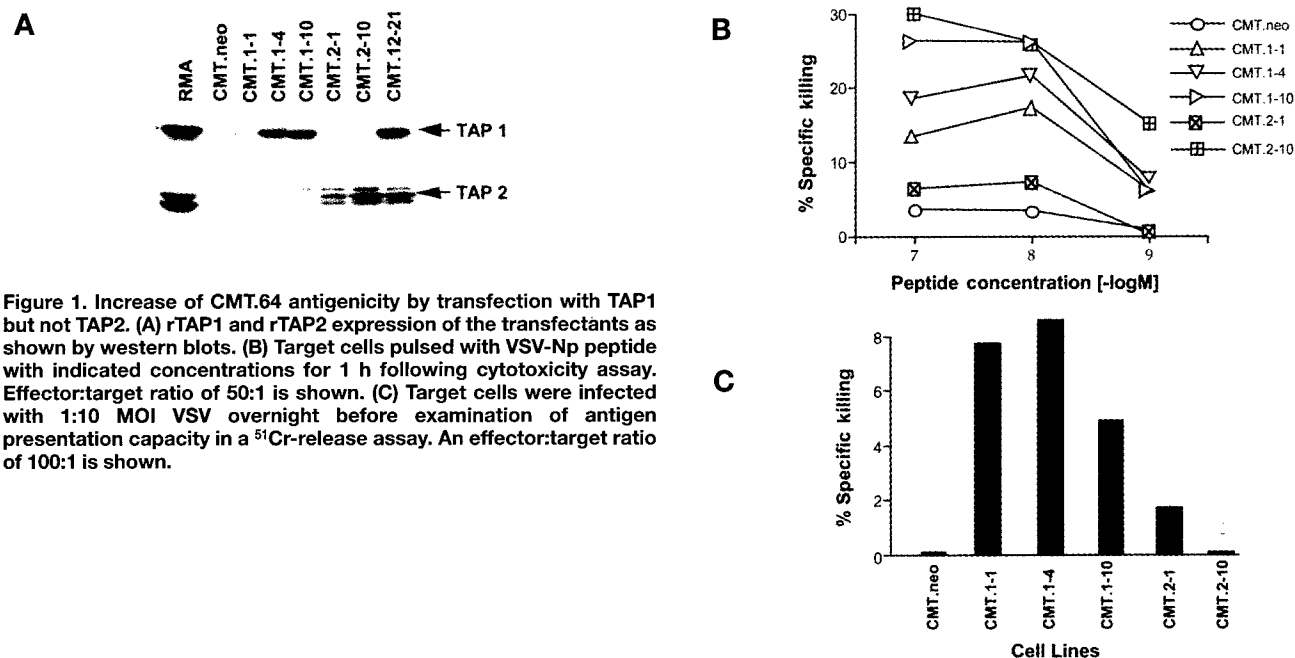 A
RMA
CMT.neo
CMT.1-1
CMT.1-4
CMT.1-10
CMT.2-1
CMT.2-10
CMT.12-21
TAP 1
TAP 2
Figure 1. Increase of CMT.64 antigenicity by transfection with TAP1
but not TAP2. (A) rTAP1 and rTAP2 expression of the transfectants as
shown by western blots. (B) Target cells pulsed with VSV-Np peptide
with indicated concentrations for 1 h following cytotoxicity assay.
Effector:target ratio of 50:1 is shown. (C) Target cells were infected
with 1:10 MOI VSV overnight before examination of antigen
presentation capacity in a ⁵¹Cr-release assay. An effector:target ratio
of 100:1 is shown.
B
% Specific killing
30
20
10
0
7
8
9
Peptide concentration [-logM]
CMT.neo
CMT.1-1
CMT.1-4
CMT.1-10
CMT.2-1
CMT.2-10
C
% Specific killing
8
6
4
2
0
CMT.neo
CMT.1-1
CMT.1-4
CMT.1-10
CMT.2-1
CMT.2-10
Cell Lines